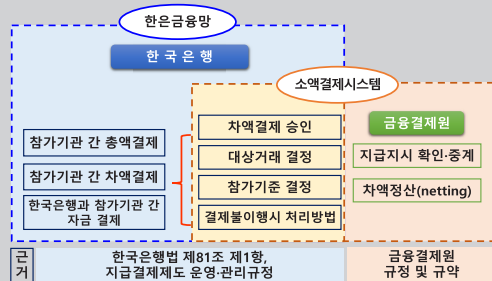 한은금융망
한국은행
소액결제시스템
금융결제원
참가기관 간 총액결제
참가기관 간 차액결제
한국은행과 참가기관 간
자금 결제
차액결제 승인
대상거래 결정
참가기준 결정
결제불이행시 처리방법
지급지시 확인·중계
차액정산(netting)
근
거
한국은행법 제81조 제1항,
지급결제제도 운영·관리규정
금융결제원
규정 및 규약